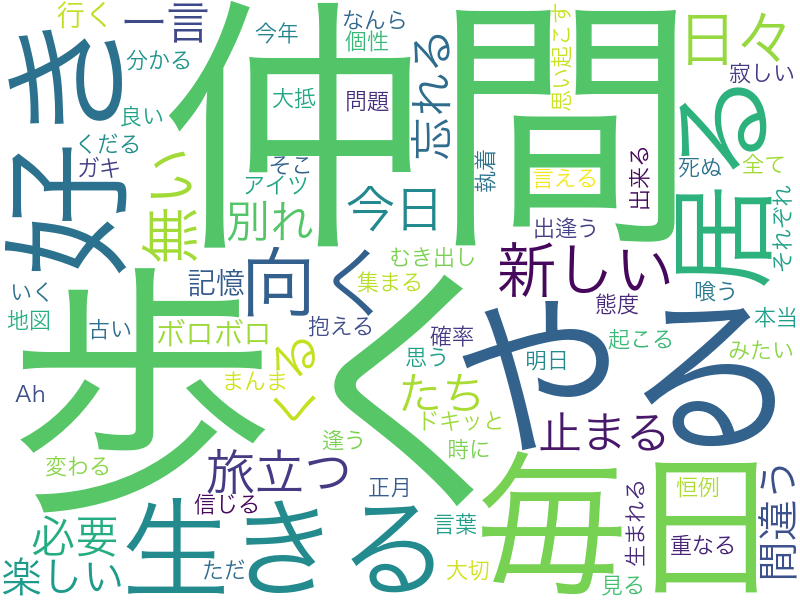 行く
一言
なんら
今年
個性
思い起こす
日々
好き
仲間
忘れる
分かる
大抵
問題
寂しい
良い
くだる
ガキ
そこ
執着
言える
出来る
死ぬ
全て
無い
アイツ
別れ
今日
出逢う
居る
それぞれ
いく
記憶
向く
むき出し
集まる
新しい
態度
喰う
地図
古い
ボロボロ
抱える
確率
起こる
本当
歩く
くる
思う
明日
やる
みたい
Ah
まんま
たち
ドキッと
変わる
逢う
時に
止まる
旅立つ
信じる
正月
毎日
恒例
間違う
必要
生きる
言葉
生まれる
重なる
楽しい
ただ
大切
見る